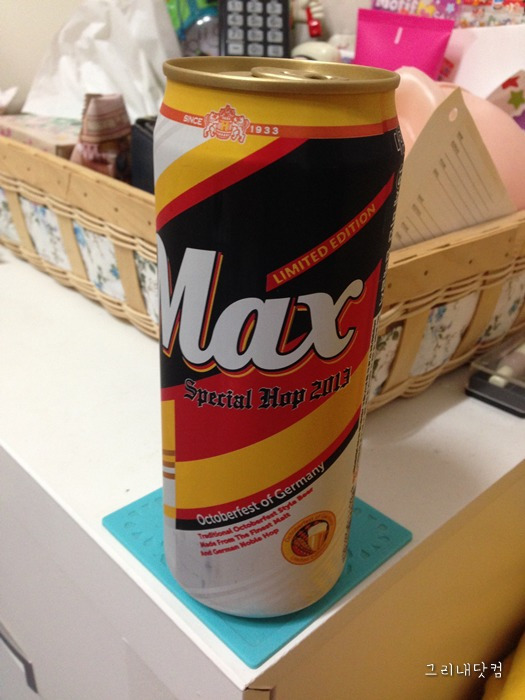 SINCE 1933
LIMITED EDITION
Max
Special Hop 2013
Octoberfest of Germany
Traditional Octoberfest Style Beer
Made From The Finest Malt
And German Noble Hop
그리내닷컴